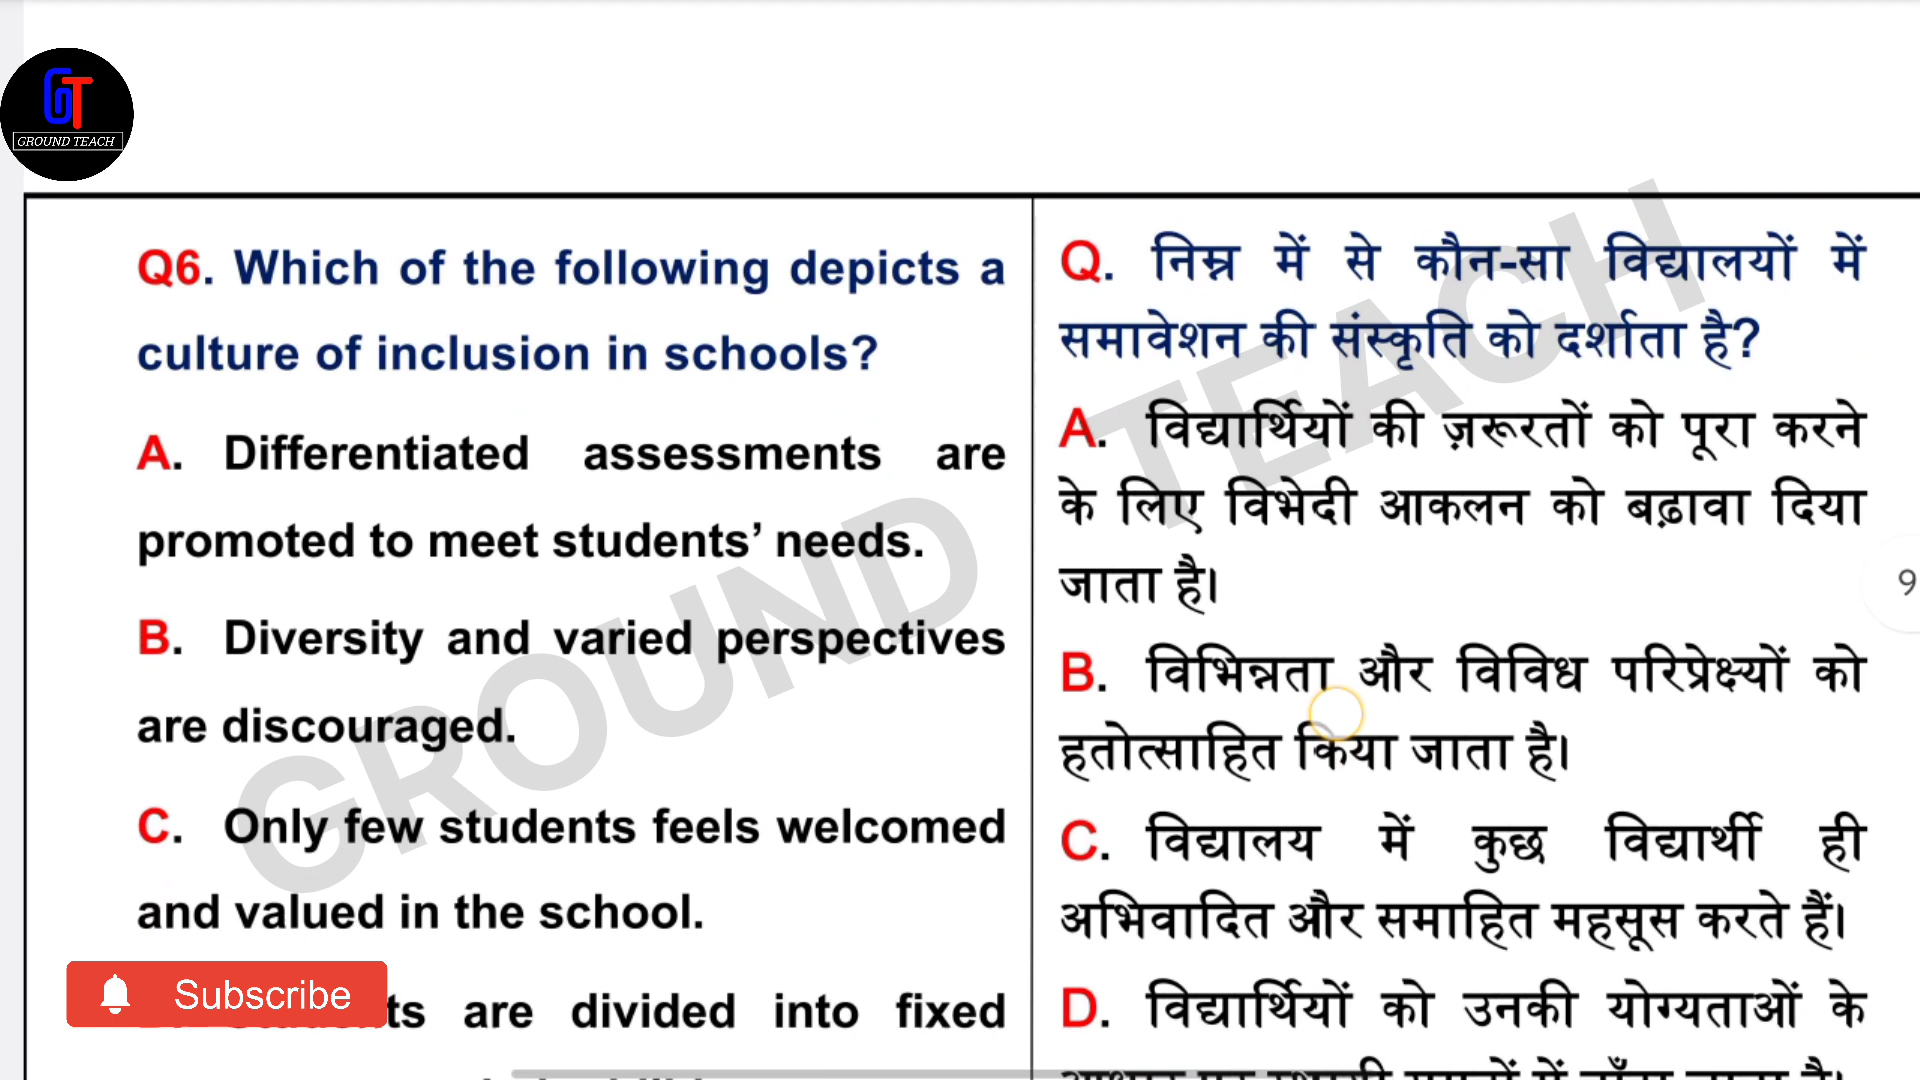 GT
GROUND TEACH
Q6. Which of the following depicts a
culture of inclusion in schools?
A. Differentiated assessments are
promoted to meet students’ needs.
B. Diversity and varied perspectives
are discouraged.
C. Only few students feels welcomed
and valued in the school.
are divided into fixed
Subscribe
Q. निम्न में से कौन-सा विद्यालयों में
समावेशन की संस्कृति को दर्शाता है?
A. विद्यार्थियों की ज़रूरतों को पूरा करने
के लिए विभेदी आकलन को बढ़ावा दिया
जाता है।
B. विभिन्नता और विविध परिप्रेक्ष्यों को
हतोत्साहित किया जाता है।
C. विद्यालय में कुछ विद्यार्थी ही
अभिवादित और समाहित महसूस करते हैं।
D. विद्यार्थियों को उनकी योग्यताओं के
9
GROUND TEACH